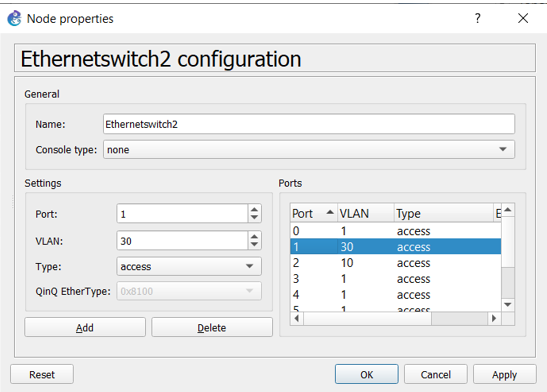 Node properties
Ethernetswitch2 configuration
General
Name: Ethernetswitch2
Console type: none
Settings
Port: 1
VLAN: 30
Type: access
QinQ EtherType: 0x8100
Add Delete
Ports
Port VLAN Type E
0 1 access
1 30 access
2 10 access
3 1 access
4 1 access
5 1 access
Reset OK Cancel Apply